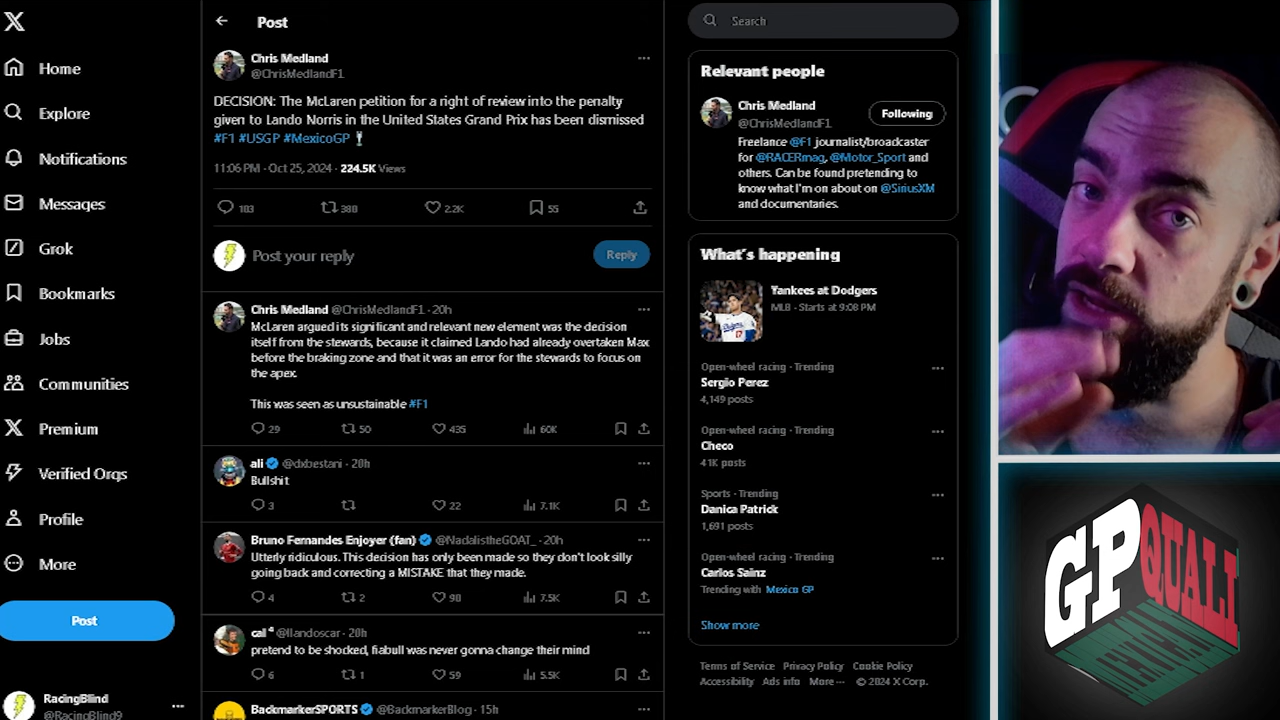 Home
Explore
Notifications
Messages
Grok
Bookmarks
Jobs
Communities
Premium
Verified Orgs
Profile
More
Post
RacingBlind
@RacingBlind9
Post
Chris Medland
@ChrisMedlandF1
DECISION: The McLaren petition for a right of review into the penalty
given to Lando Norris in the United States Grand Prix has been dismissed
#F1 #USGP #MexicoGP
11:06 PM · Oct 25, 2024 · 224.5K Views
183
380
2.2K
55
Post your reply
Reply
Chris Medland @ChrisMedlandF1 · 20h
McLaren argued its significant and relevant new element was the decision
itself from the stewards, because it claimed Lando had already overtaken Max
before the braking zone and that it was an error for the stewards to focus on
the apex.
This was seen as unsustainable #F1
29
50
435
60K
ali @dxbestani · 20h
Bullshit
3
22
7.1K
Bruno Fernandes Enjoyer (fan) @NadalistheGOAT_ · 20h
Utterly ridiculous. This decision has only been made so they don't look silly
going back and correcting a MISTAKE that they made.
4
2
98
7.5K
cal ⁴ @llandoscar · 20h
pretend to be shocked, fiabull was never gonna change their mind
6
1
59
5.5K
BackmarkerSPORTS @BackmarkerBlog · 15h
Search
Relevant people
Chris Medland
@ChrisMedlandF1
Following
Freelance @F1 journalist/broadcaster
for @RACERmag, @Motor_Sport and
others. Can be found pretending to
know what I'm on about on @SiriusXM
and documentaries.
What's happening
Yankees at Dodgers
MLB · Starts at 9:08 PM
Open-wheel racing · Trending
Sergio Perez
4,149 posts
Open-wheel racing · Trending
Checo
41K posts
Sports · Trending
Danica Patrick
1,691 posts
Open-wheel racing · Trending
Carlos Sainz
Trending with Mexico GP
Show more
Terms of Service Privacy Policy Cookie Policy
Accessibility Ads info More ··· © 2024 X Corp.
GP
QUALI